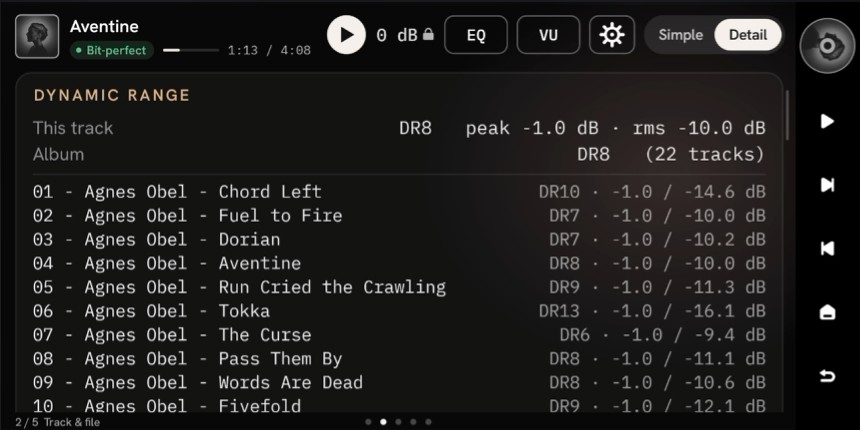 Aventine
Bit-perfect 1:13 / 4:08
0 dB
EQ
VU
Simple
Detail
DYNAMIC RANGE
This track DR8 peak -1.0 dB · rms -10.0 dB
Album DR8 (22 tracks)
01 - Agnes Obel - Chord Left DR10 · -1.0 / -14.6 dB
02 - Agnes Obel - Fuel to Fire DR7 · -1.0 / -10.0 dB
03 - Agnes Obel - Dorian DR7 · -1.0 / -10.2 dB
04 - Agnes Obel - Aventine DR8 · -1.0 / -10.0 dB
05 - Agnes Obel - Run Cried the Crawling DR9 · -1.0 / -11.3 dB
06 - Agnes Obel - Tokka DR13 · -1.0 / -16.1 dB
07 - Agnes Obel - The Curse DR6 · -1.0 / -9.4 dB
08 - Agnes Obel - Pass Them By DR8 · -1.0 / -11.1 dB
09 - Agnes Obel - Words Are Dead DR8 · -1.0 / -10.6 dB
10 - Agnes Obel - Fivefold DR9 · -1.0 / -12.1 dB
2 / 5 Track & file